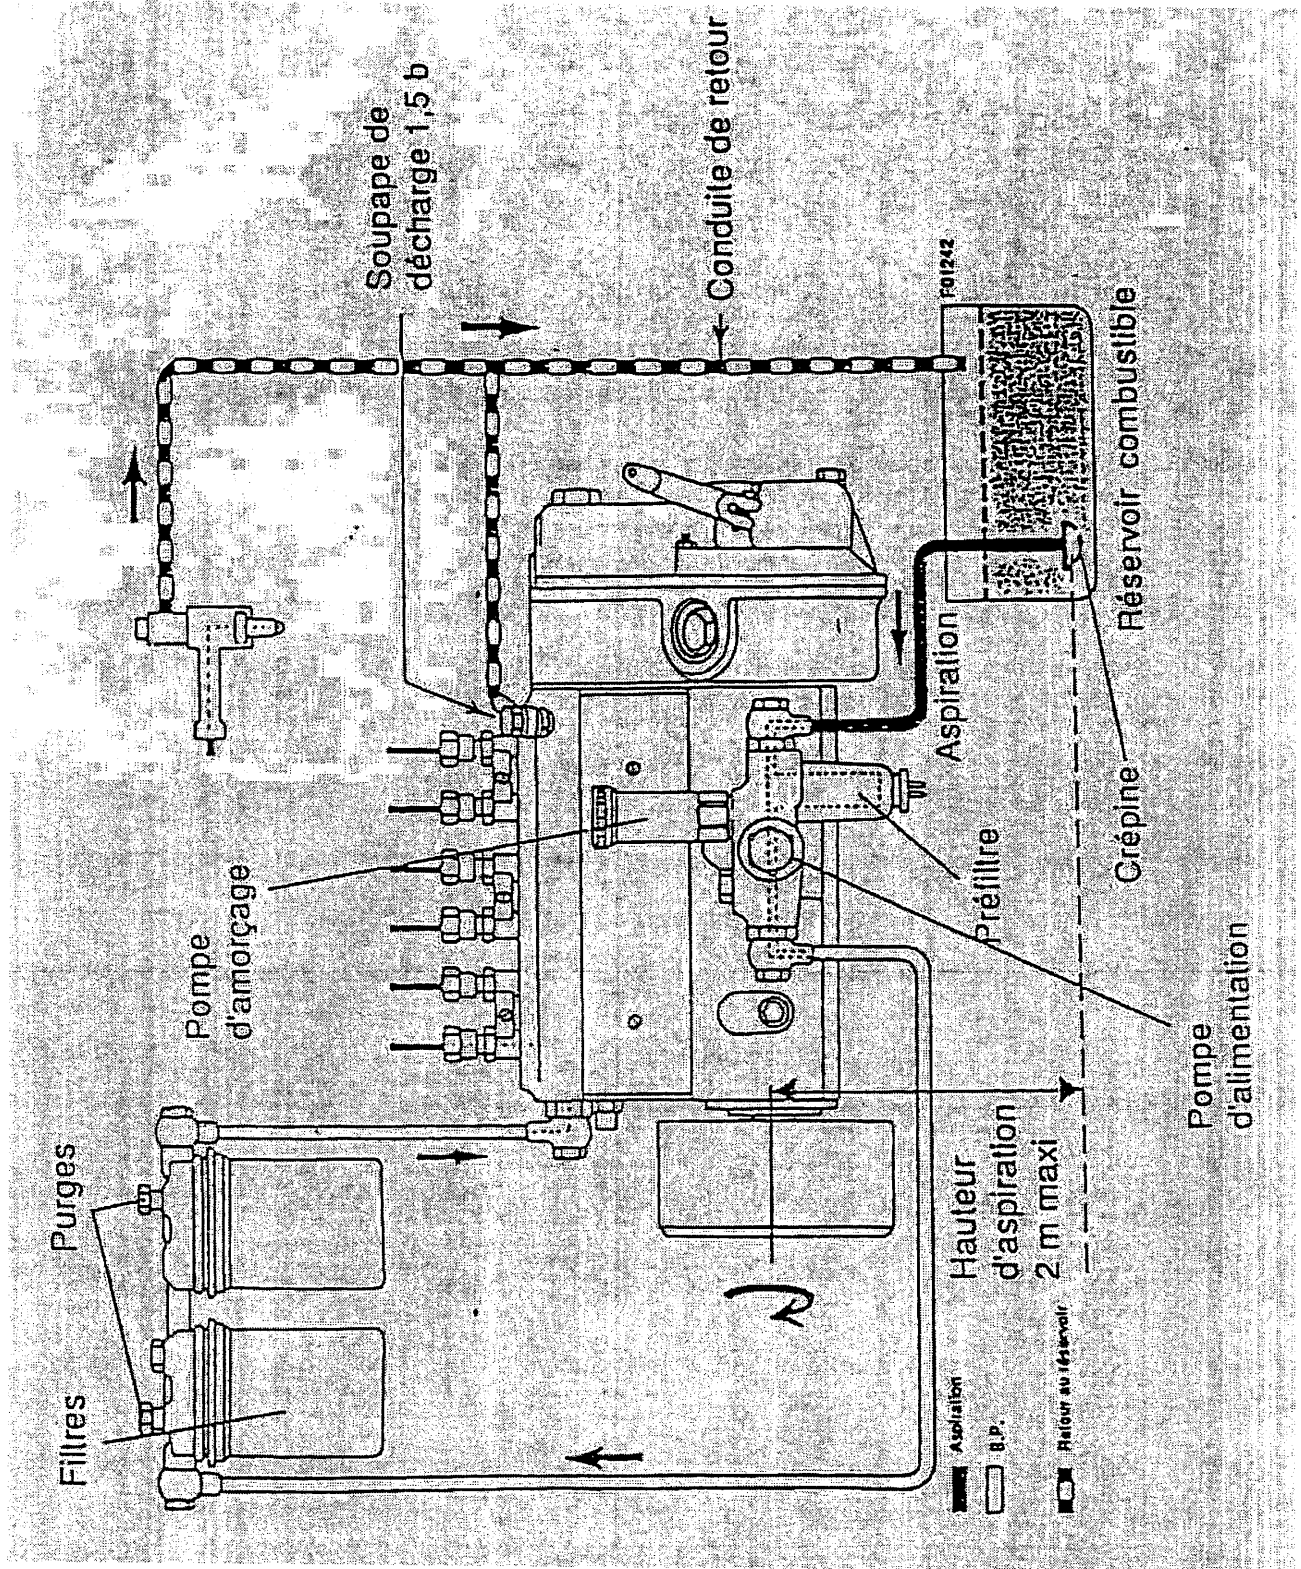 Filtres
Purges
Pompe
d'amorçage
Soupape de
décharge 1,5 b
Conduite de retour
F01242
Aspiration
Réservoir combustible
Préfiltre
Crépine
Hauteur
d'aspiration
2 m maxi
Pompe
d'alimentation
Aspiration
B.P.
Retour au réservoir